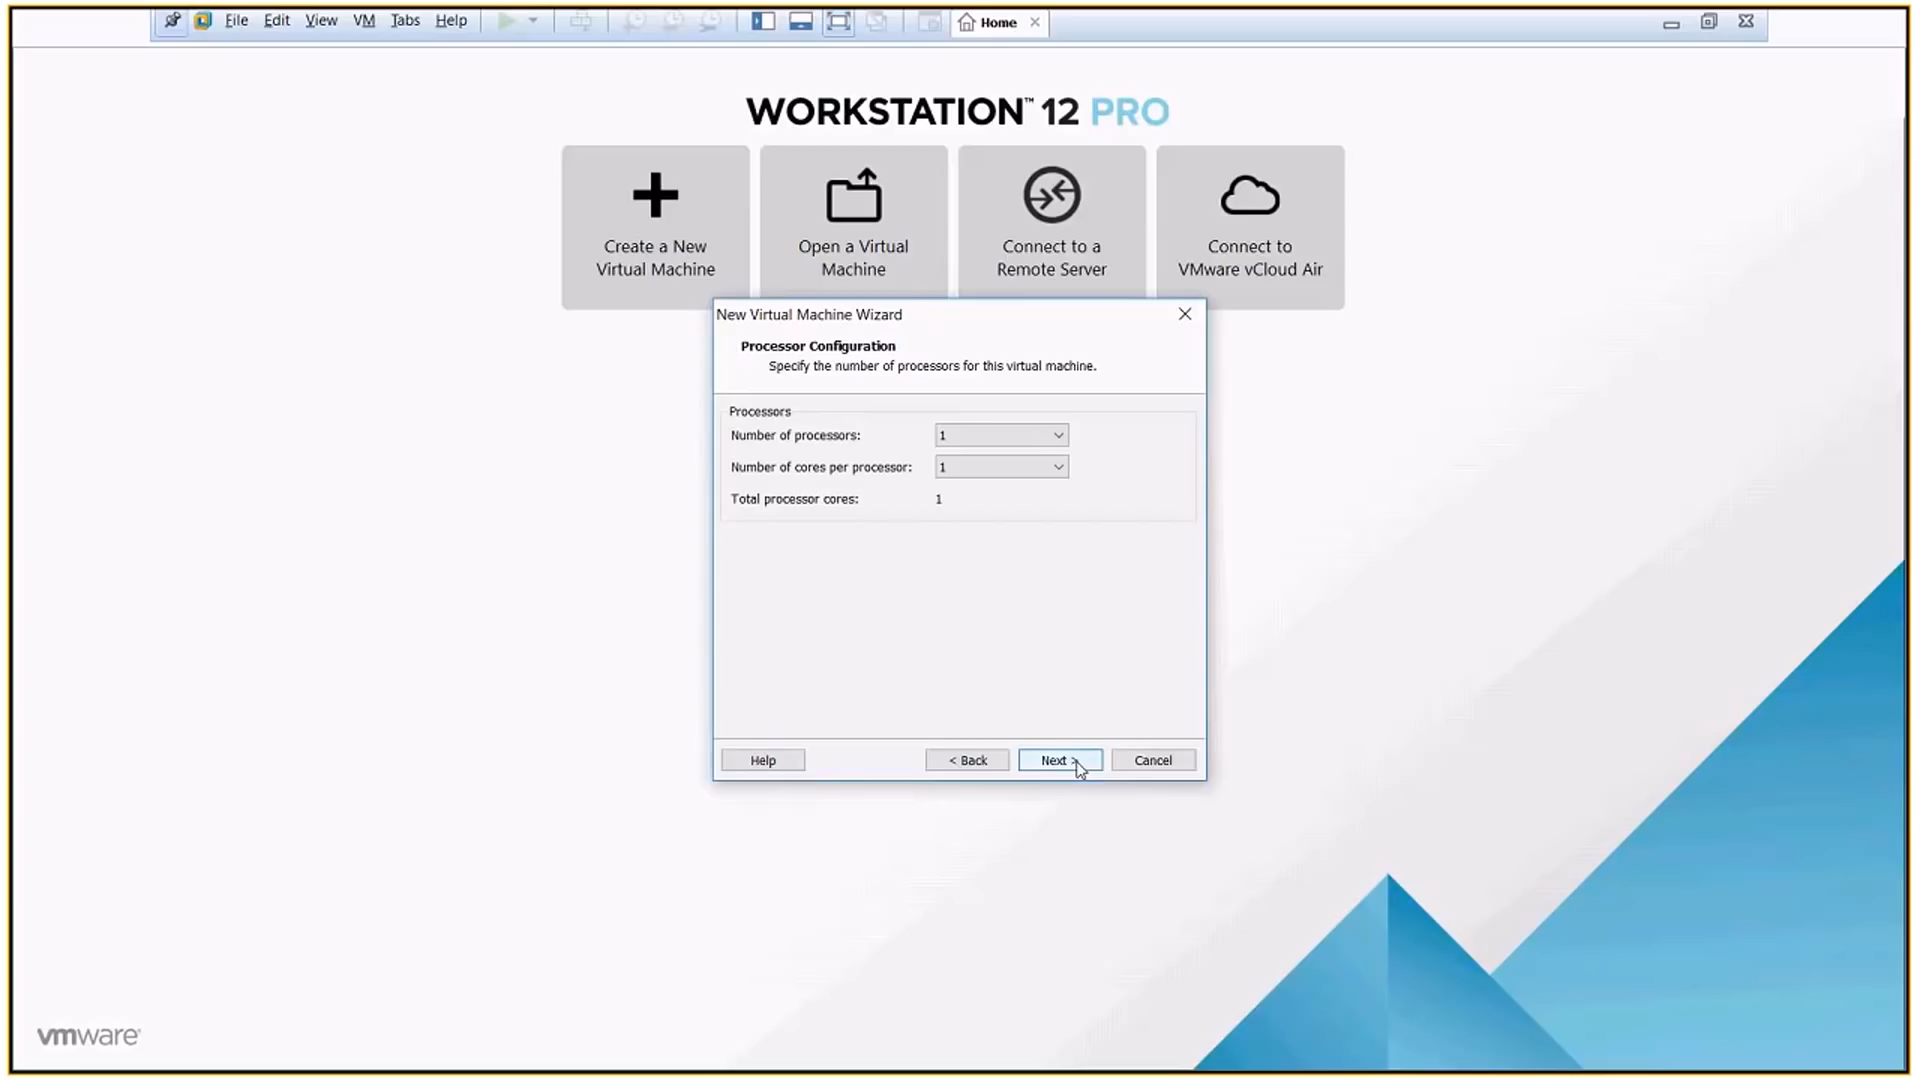 File Edit View VM Tabs Help Home
WORKSTATION™ 12 PRO
Create a New
Virtual Machine
Open a Virtual
Machine
Connect to a
Remote Server
Connect to
VMware vCloud Air
New Virtual Machine Wizard
Processor Configuration
Specify the number of processors for this virtual machine.
Processors
Number of processors: 1
Number of cores per processor: 1
Total processor cores: 1
Help < Back Next > Cancel
vmware®